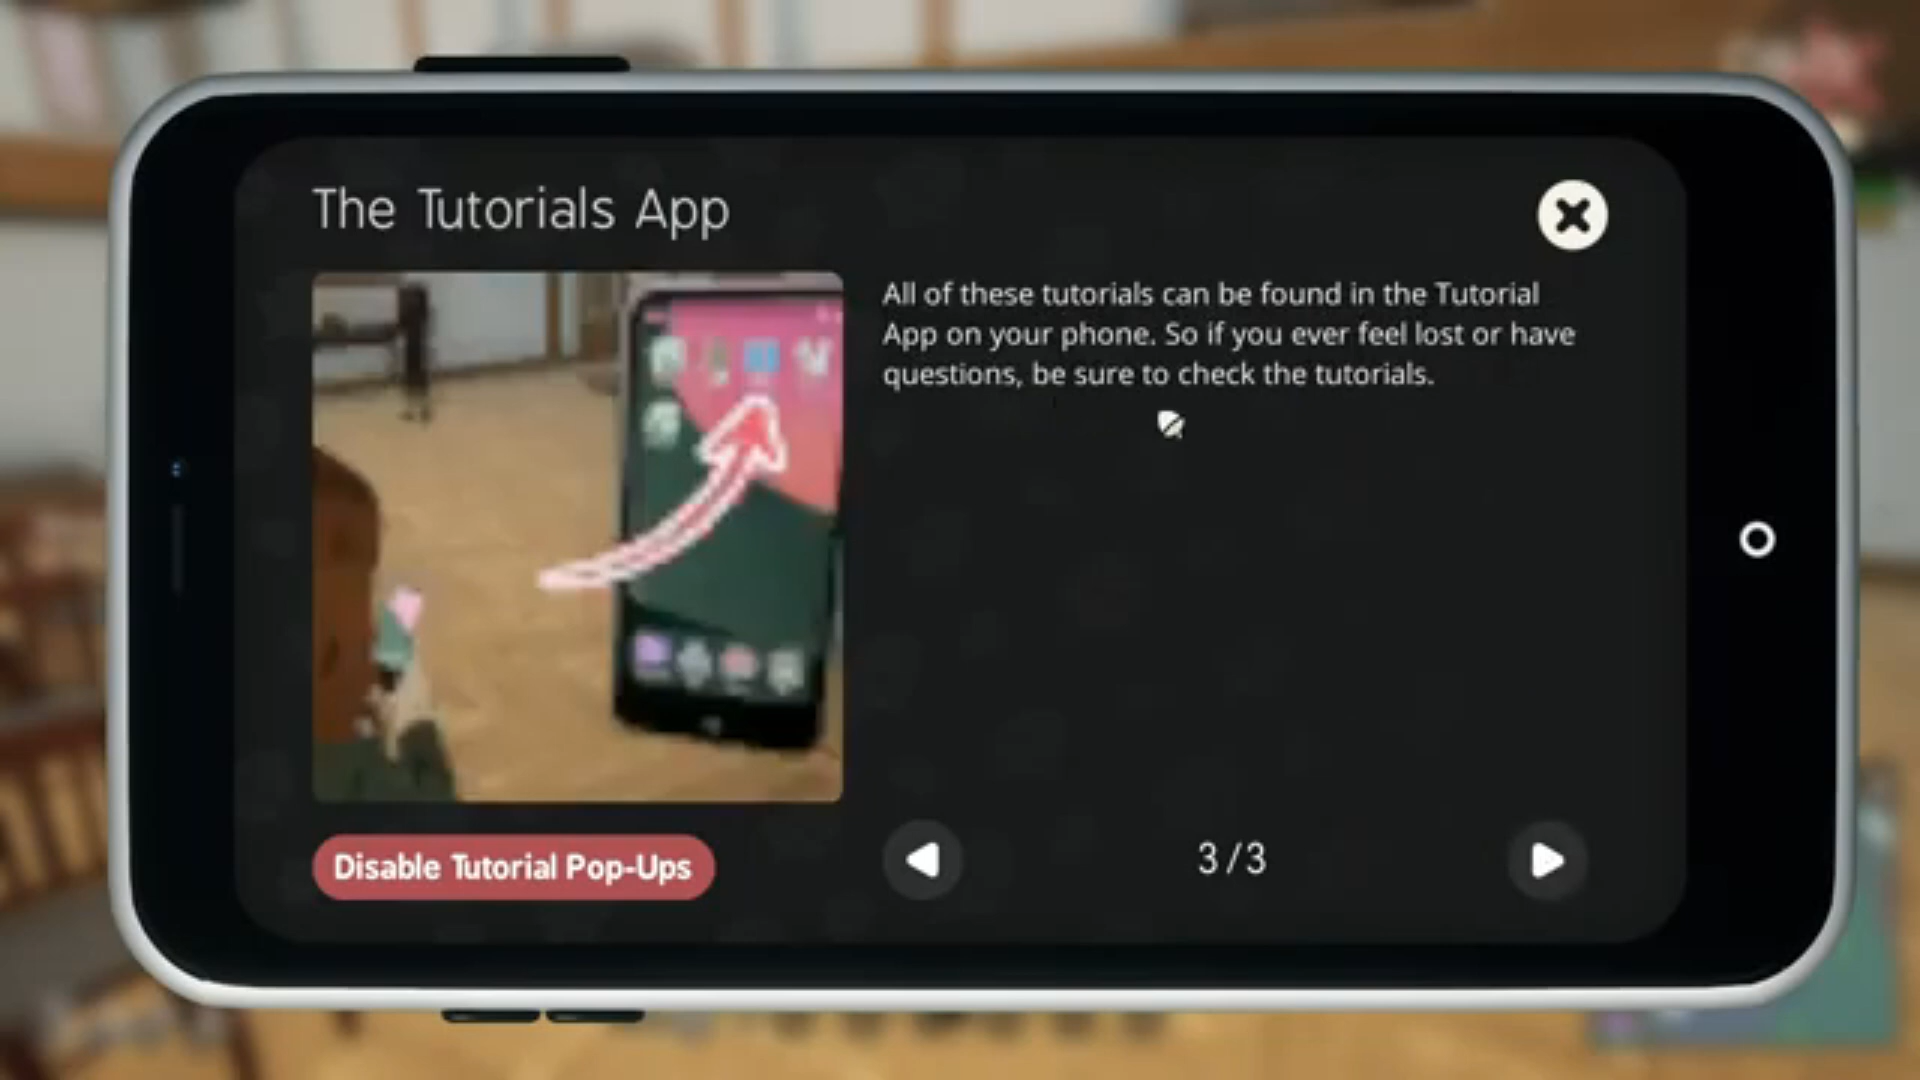 The Tutorials App
All of these tutorials can be found in the Tutorial
App on your phone. So if you ever feel lost or have
questions, be sure to check the tutorials.
Disable Tutorial Pop-Ups
3/3